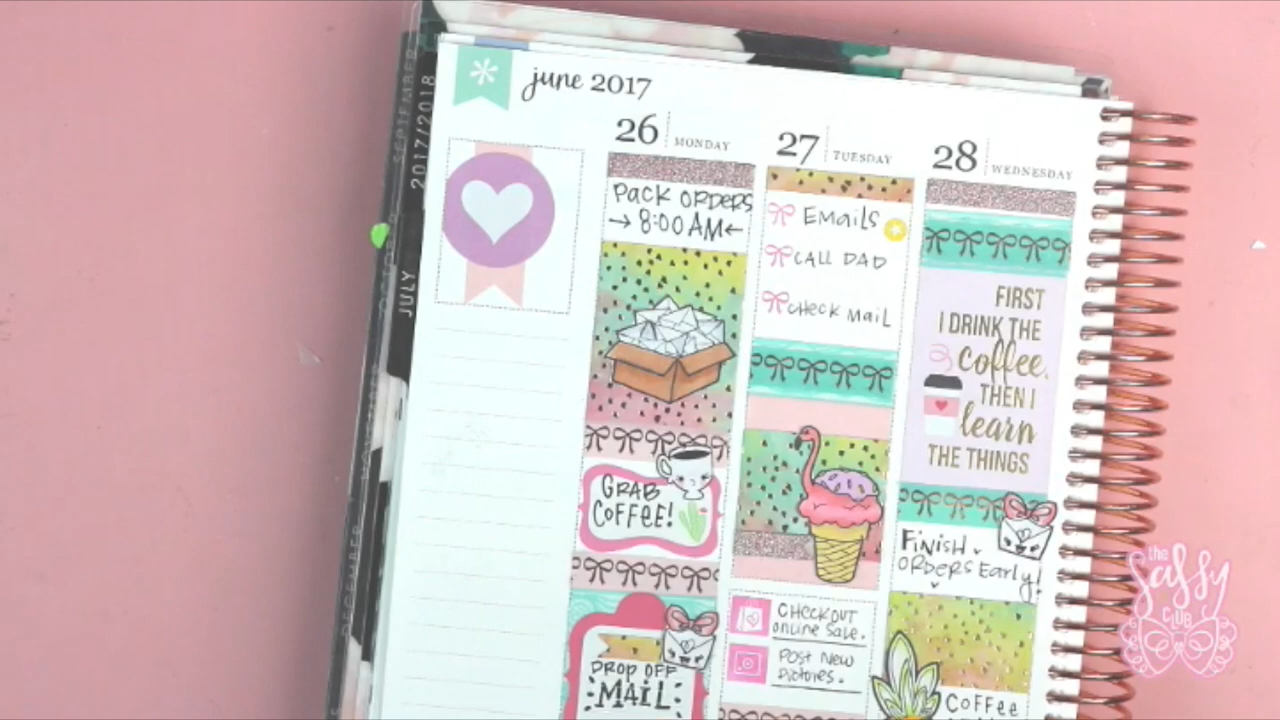 june 2017
26 MONDAY
PACK ORDERS
→ 8:00 AM ←
GRAB
COFFEE!
DROP OFF
MAIL
27 TUESDAY
EMAILS
CALL DAD
CHECK MAIL
CHECKOUT
online Sale.
POST NEW
Pictures.
28 WEDNESDAY
FIRST
I DRINK THE
coffee.
THEN I
learn
THE THINGS
FINISH
ORDERS EARLY!
COFFEE
2017/2018
SEPTEMBER
JULY
DECEMBER
the
Sassy
CLUB